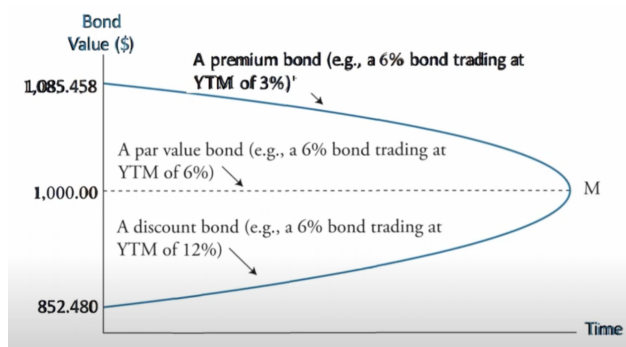 Bond
Value ($)
A premium bond (e.g., a 6% bond trading at
YTM of 3%)'
1,085.458
A par value bond (e.g., a 6% bond trading at
YTM of 6%)
1,000.00
M
A discount bond (e.g., a 6% bond trading at
YTM of 12%)
852.480
Time